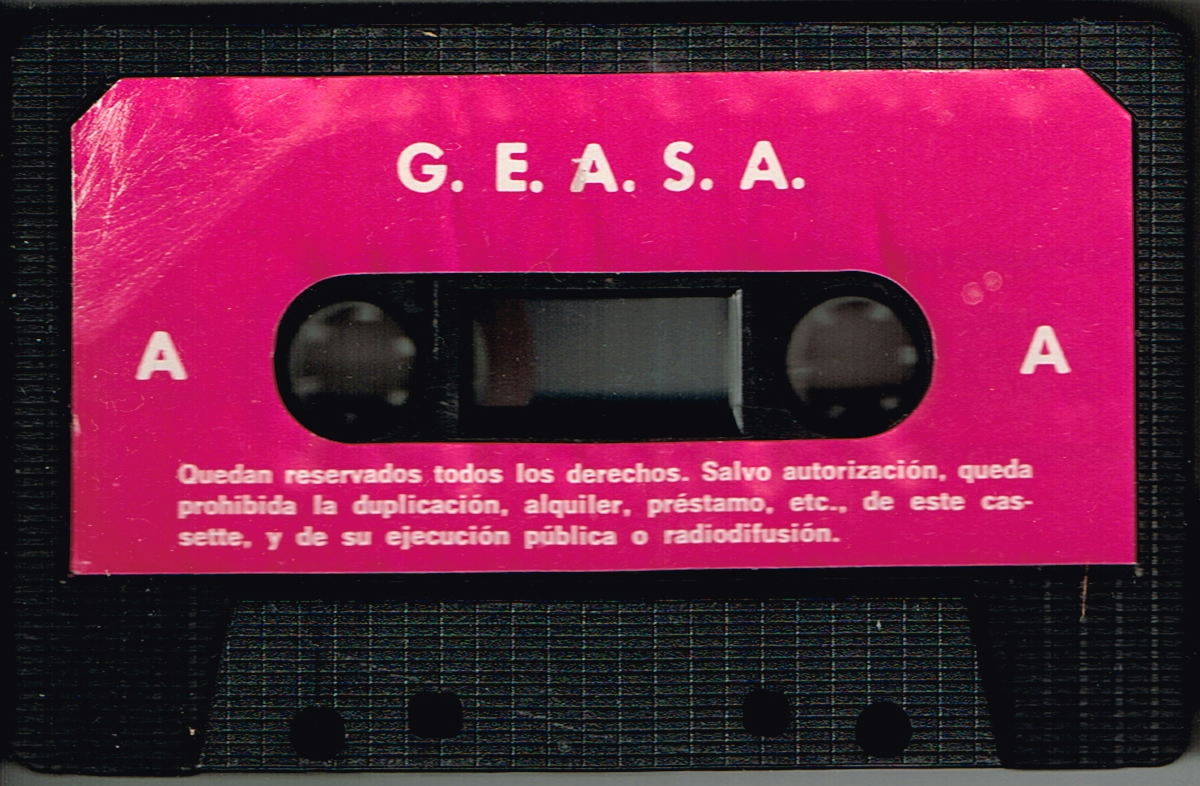 G. E. A. S. A.
A
A
Quedan reservados todos los derechos. Salvo autorización, queda
prohibida la duplicación, alquiler, préstamo, etc., de este cas-
sette, y de su ejecución pública o radiodifusión.